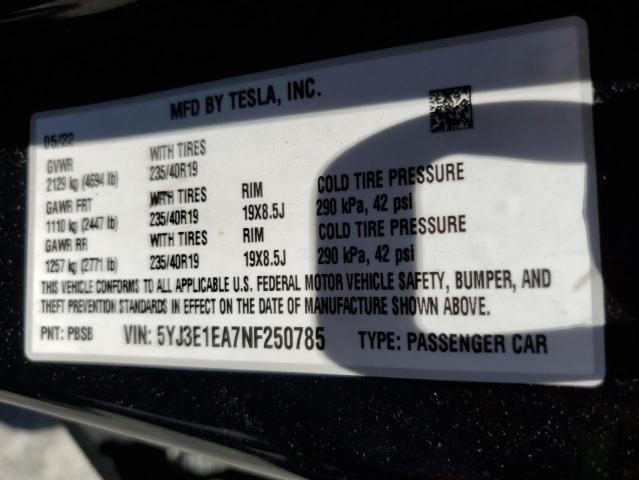 MFD BY TESLA, INC.
05/22
GVWR WITH TIRES
2129 kg (4694 lb) 235/40R19
GAWR FRT WITH TIRES RIM COLD TIRE PRESSURE
1110 kg (2447 lb) 235/40R19 19X8.5J 290 kPa, 42 psi
GAWR RR WITH TIRES RIM COLD TIRE PRESSURE
1257 kg (2771 lb) 235/40R19 19X8.5J 290 kPa, 42 psi
THIS VEHICLE CONFORMS TO ALL APPLICABLE U.S. FEDERAL MOTOR VEHICLE SAFETY, BUMPER, AND
THEFT PREVENTION STANDARDS IN EFFECT ON THE DATE OF MANUFACTURE SHOWN ABOVE.
PNT: PBSB VIN: 5YJ3E1EA7NF250785 TYPE: PASSENGER CAR